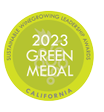 SUSTAINABLE WINEGROWING LEADERSHIP AWARDS
2023
GREEN
MEDAL
CALIFORNIA